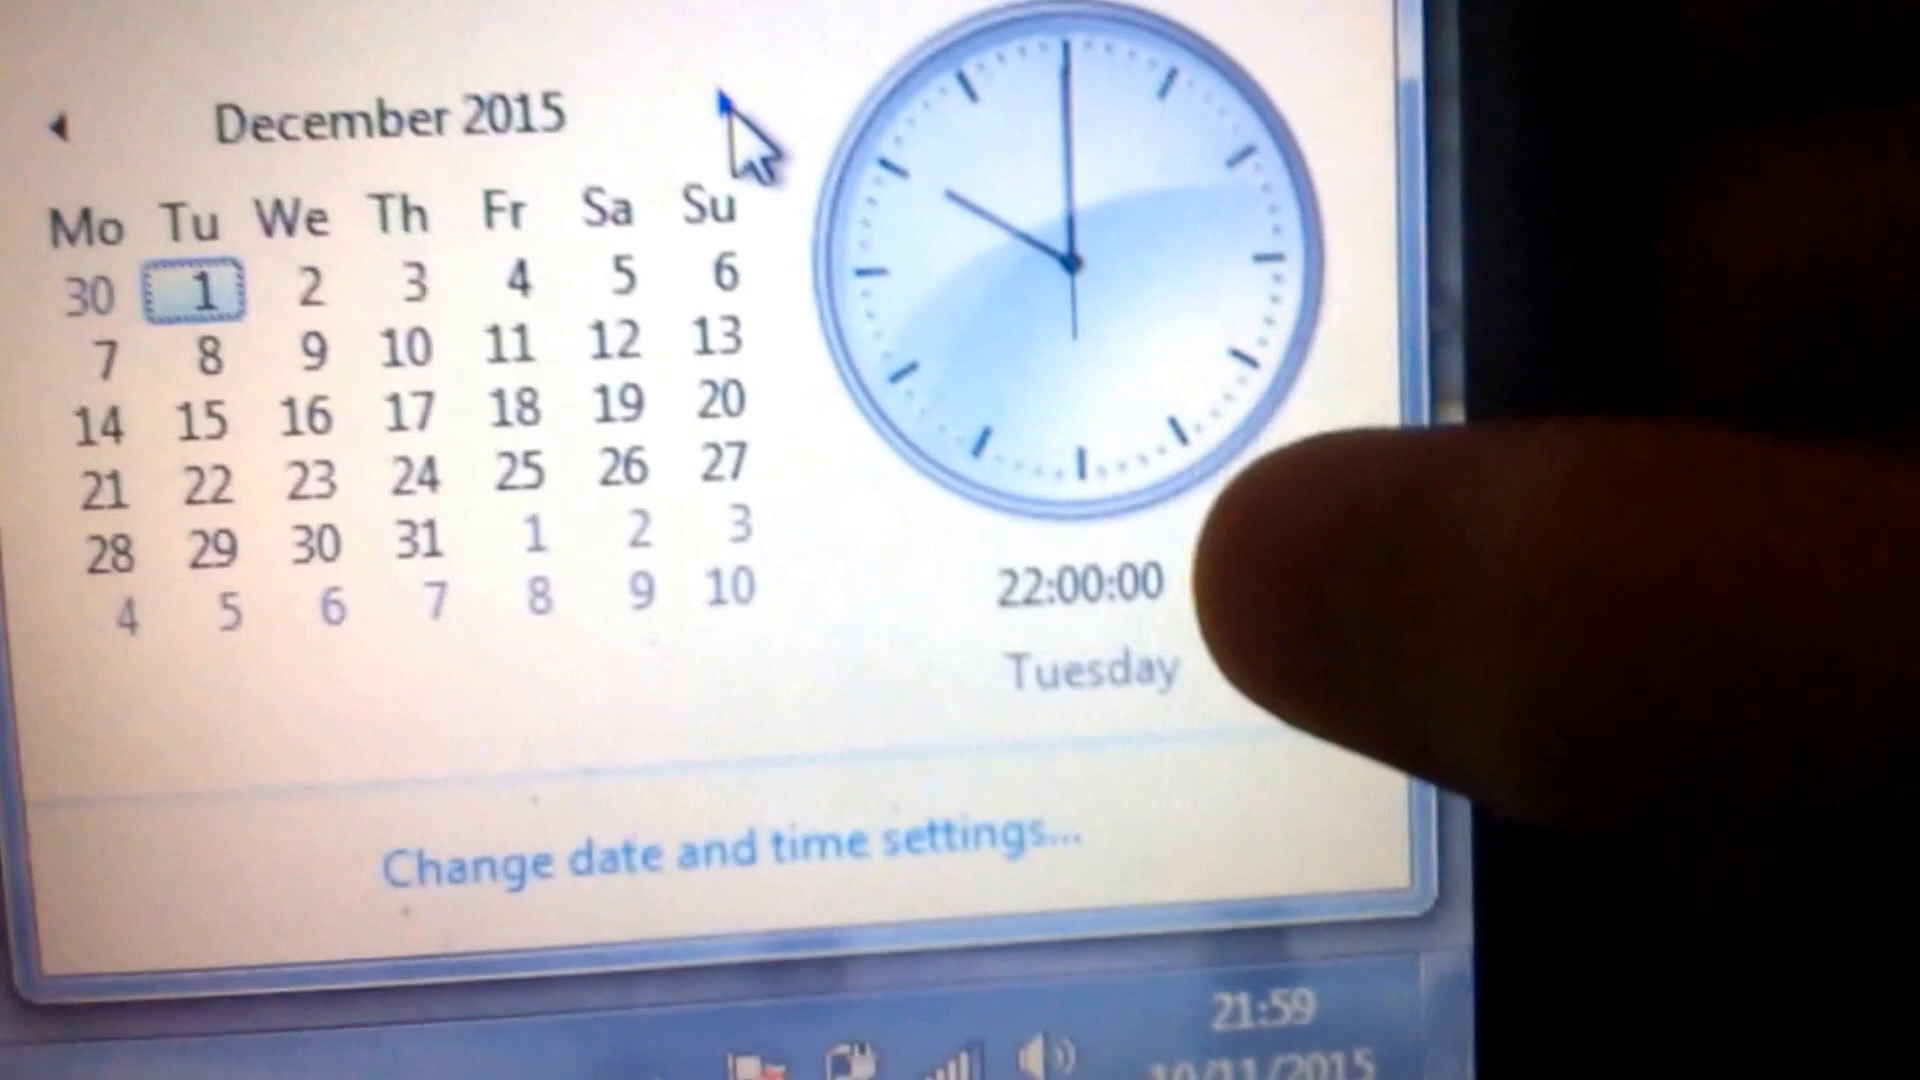 December 2015
Mo Tu We Th Fr Sa Su
30 1 2 3 4 5 6
7 8 9 10 11 12 13
14 15 16 17 18 19 20
21 22 23 24 25 26 27
28 29 30 31 1 2 3
4 5 6 7 8 9 10
22:00:00
Tuesday
Change date and time settings...
21:59
10/11/2015